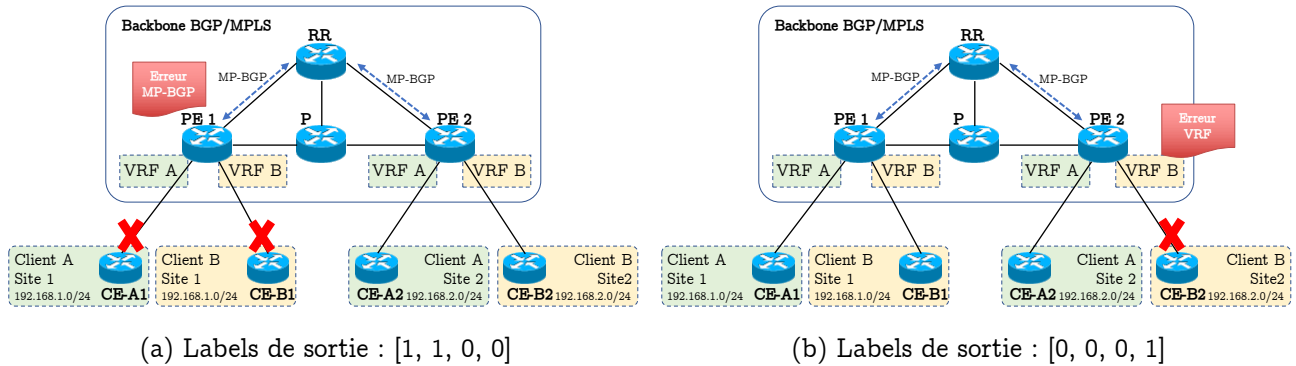 Backbone BGP/MPLS
RR
Erreur
MP-BGP
MP-BGP
MP-BGP
PE 1
P
PE 2
VRF A
VRF B
VRF A
VRF B
Client A
Site 1
192.168.1.0/24
CE-A1
Client B
Site 1
192.168.1.0/24
CE-B1
Client A
Site 2
CE-A2
192.168.2.0/24
Client B
Site2
CE-B2
192.168.2.0/24
(a) Labels de sortie : [1, 1, 0, 0]
Backbone BGP/MPLS
RR
MP-BGP
MP-BGP
PE 1
P
PE 2
Erreur
VRF
VRF A
VRF B
VRF A
VRF B
Client A
Site 1
192.168.1.0/24
CE-A1
Client B
Site 1
192.168.1.0/24
CE-B1
Client A
Site 2
CE-A2
192.168.2.0/24
Client B
Site2
CE-B2
192.168.2.0/24
(b) Labels de sortie : [0, 0, 0, 1]